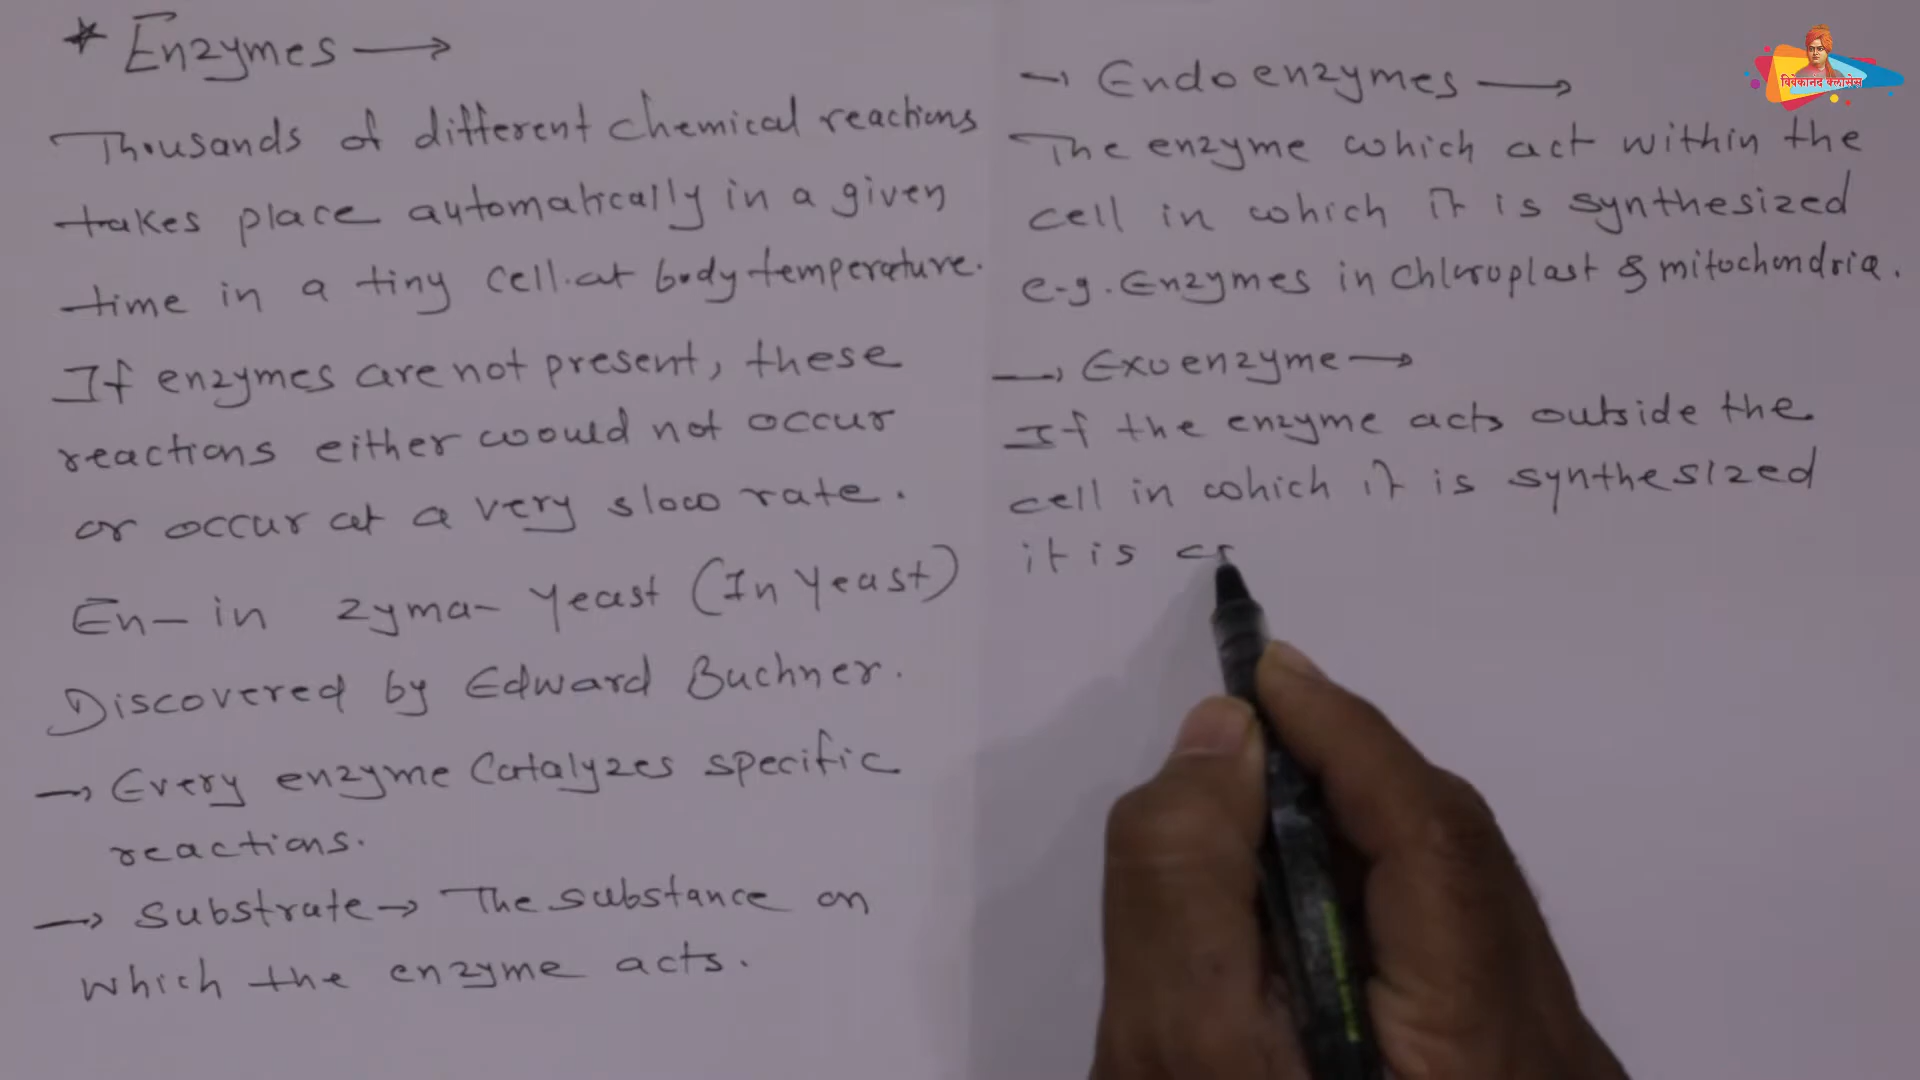 * Enzymes →
Thousands of different chemical reactions
takes place automatically in a given
time in a tiny cell.at body temperature.
If enzymes are not present, these
reactions either would not occur
or occur at a very slow rate.
En- in zyma- Yeast (In Yeast)
Discovered by Edward Buchner.
→ Every enzyme Catalyzes specific
reactions.
→ Substrate → The substance on
which the enzyme acts.
→ Endoenzymes →
The enzyme which act within the
cell in which it is synthesized
e.g. Enzymes in Chloroplast & mitochondria.
→ Exoenzyme →
If the enzyme acts outside the
cell in which it is synthesized
it is
विवेकानंद क्लासेस